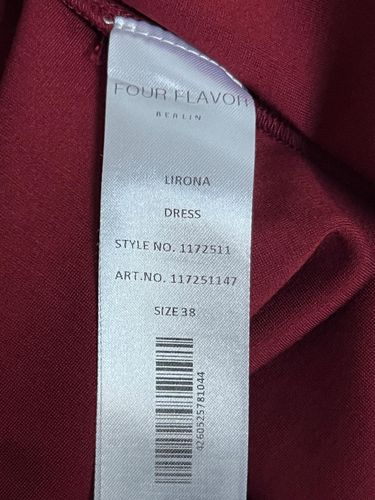 FOUR FLAVOR
BERLIN
LIRONA
DRESS
STYLE NO. 1172511
ART.NO. 117251147
SIZE 38
4260525781044